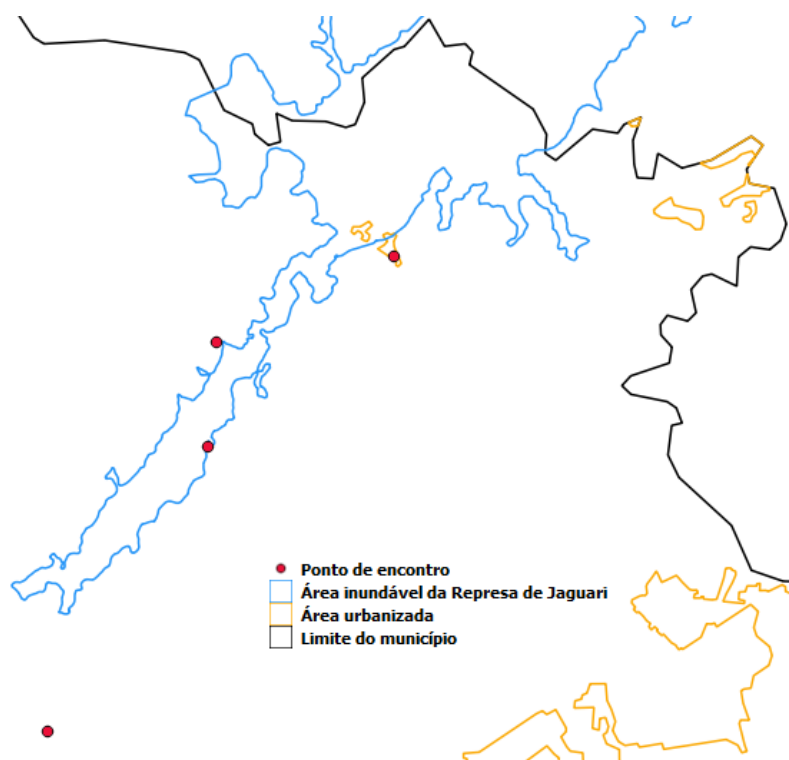 Ponto de encontro
Área inundável da Represa de Jaguari
Área urbanizada
Limite do município